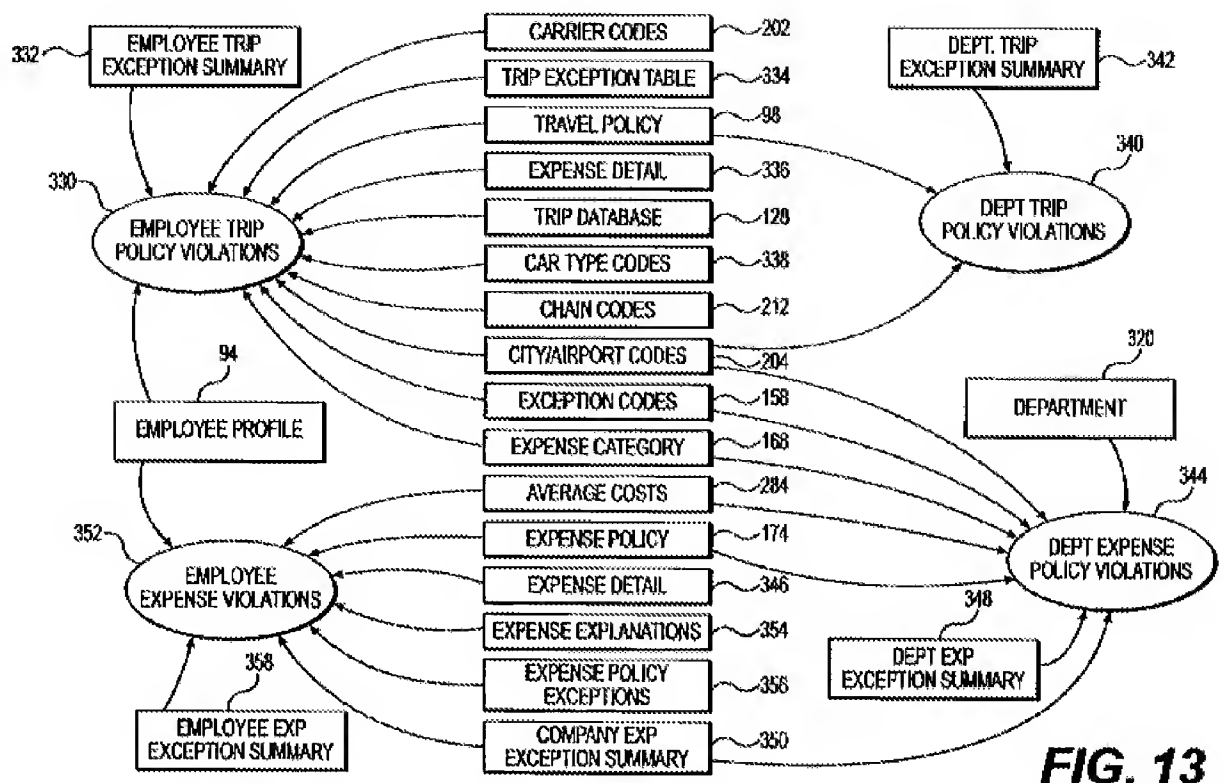 332
EMPLOYEE TRIP
EXCEPTION SUMMARY
CARRIER CODES
202
DEPT. TRIP
EXCEPTION SUMMARY
342
TRIP EXCEPTION TABLE
334
TRAVEL POLICY
98
330
EMPLOYEE TRIP
POLICY VIOLATIONS
EXPENSE DETAIL
336
340
DEPT TRIP
POLICY VIOLATIONS
TRIP DATABASE
128
CAR TYPE CODES
338
CHAIN CODES
212
CITY/AIRPORT CODES
204
94
EMPLOYEE PROFILE
EXCEPTION CODES
158
320
DEPARTMENT
EXPENSE CATEGORY
168
AVERAGE COSTS
284
344
352
EMPLOYEE
EXPENSE VIOLATIONS
EXPENSE POLICY
174
DEPT EXPENSE
POLICY VIOLATIONS
EXPENSE DETAIL
346
EXPENSE EXPLANATIONS
354
348
DEPT EXP
EXCEPTION SUMMARY
358
EMPLOYEE EXP
EXCEPTION SUMMARY
EXPENSE POLICY
EXCEPTIONS
356
COMPANY EXP
EXCEPTION SUMMARY
350
FIG. 13